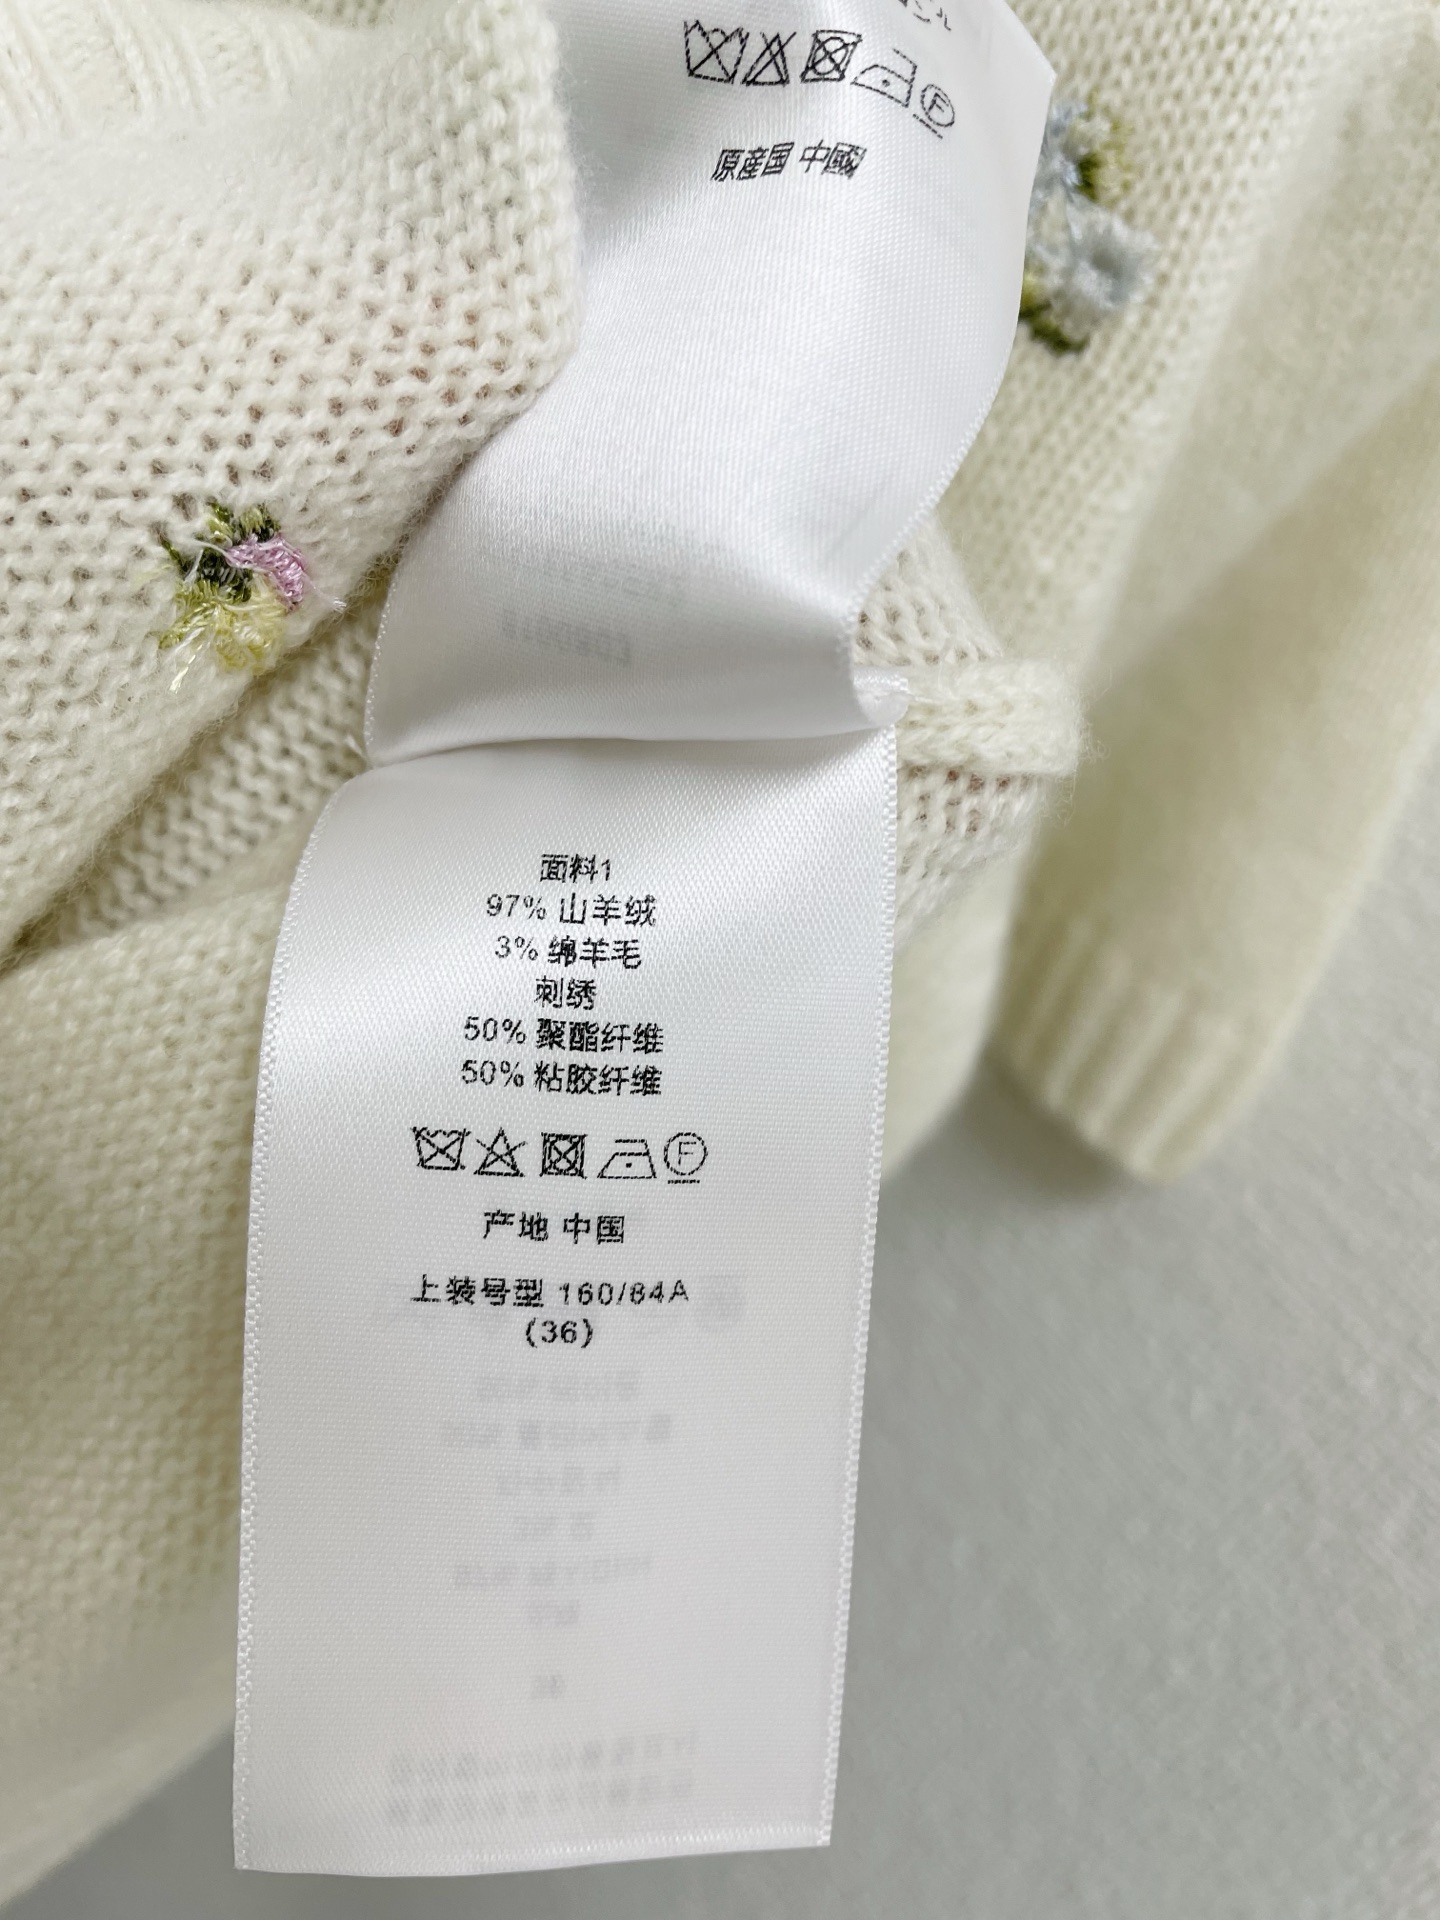 F
原産国 中國
面料1
97% 山羊绒
3% 绵羊毛
刺绣
50% 聚酯纤维
50% 粘胶纤维
F
产地 中国
上装号型 160/84A
(36)